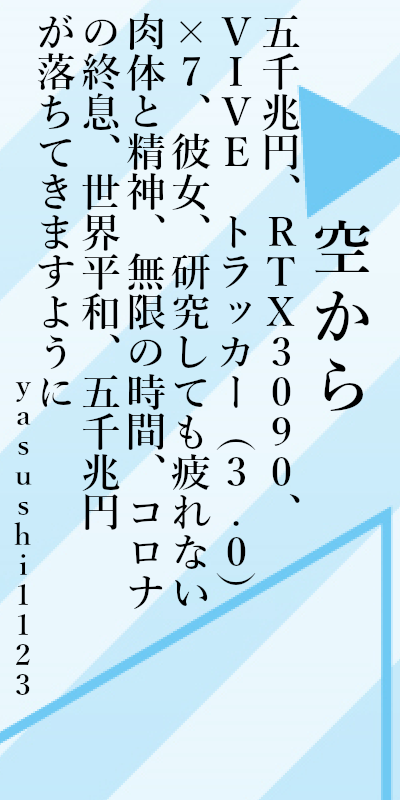 空から
五千兆円、RTX3090、
VIVE トラッカー（3.0）
×7、彼女、研究しても疲れない
肉体と精神、無限の時間、コロナ
の終息、世界平和、五千兆円
が落ちてきますように
yasushi1123